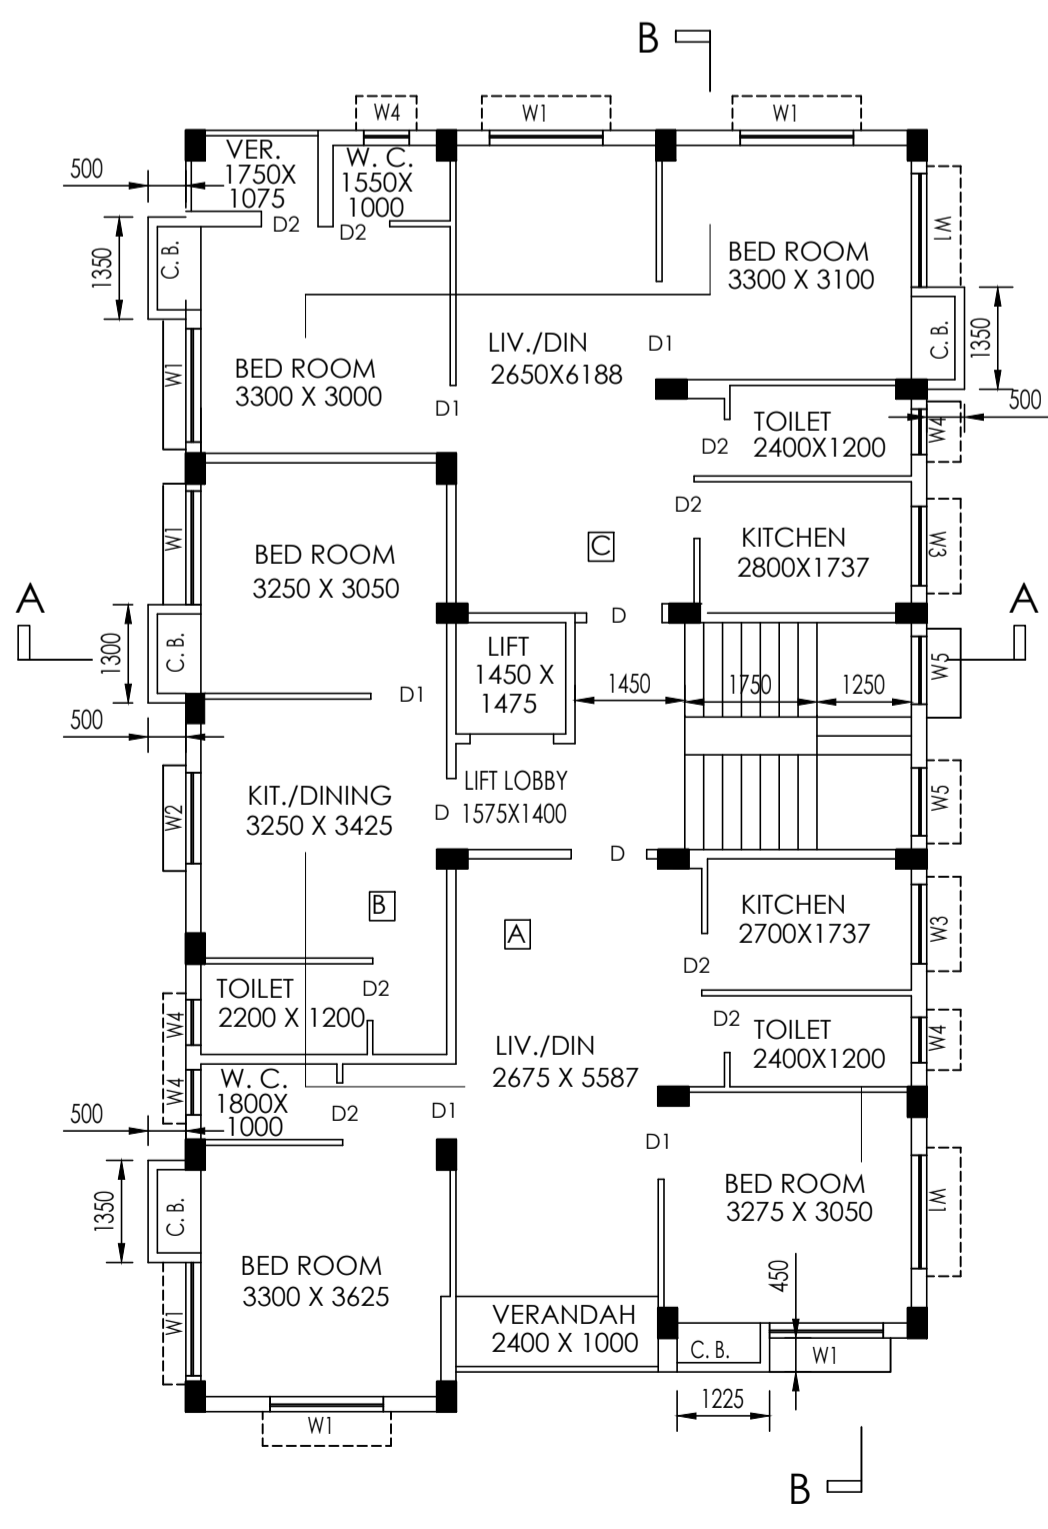 B
W4
W1
W1
VER.
1750X
1075
W. C.
1550X
1000
500
D2
D2
W1
1350
C. B.
BED ROOM
3300 X 3100
LIV./DIN
2650X6188
D1
C. B.
1350
W1
BED ROOM
3300 X 3000
D1
500
TOILET
2400X1200
W4
D2
D2
W1
BED ROOM
3250 X 3050
C
KITCHEN
2800X1737
W3
A
A
D
1300
C. B.
LIFT
1450 X
1475
W5
D1
1450
1750
1250
500
LIFT LOBBY
1575X1400
KIT./DINING
3250 X 3425
W2
D
W5
D
B
A
KITCHEN
2700X1737
W3
D2
TOILET
2200 X 1200
D2
W4
D2
TOILET
2400X1200
W4
LIV./DIN
2675 X 5587
W4
W. C.
1800X
1000
500
D2
D1
D1
1350
C. B.
BED ROOM
3275 X 3050
W1
BED ROOM
3300 X 3625
450
W1
VERANDAH
2400 X 1000
C. B.
W1
1225
W1
B